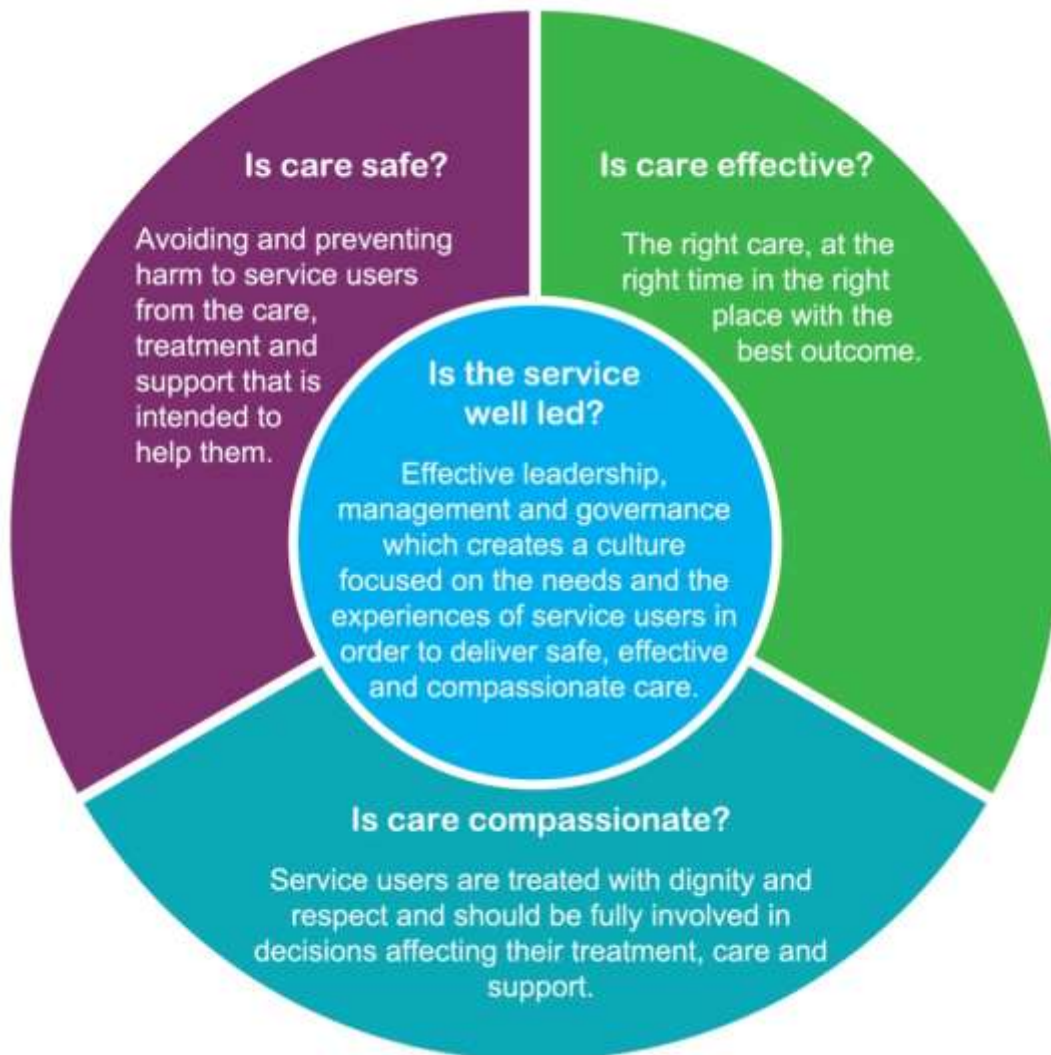 Is care safe?
Avoiding and preventing
harm to service users
from the care,
treatment and
support that is
intended to
help them.
Is care effective?
The right care, at the
right time in the right
place with the
best outcome.
Is the service
well led?
Effective leadership,
management and governance
which creates a culture
focused on the needs and the
experiences of service users in
order to deliver safe, effective
and compassionate care.
Is care compassionate?
Service users are treated with dignity and
respect and should be fully involved in
decisions affecting their treatment, care and
support.